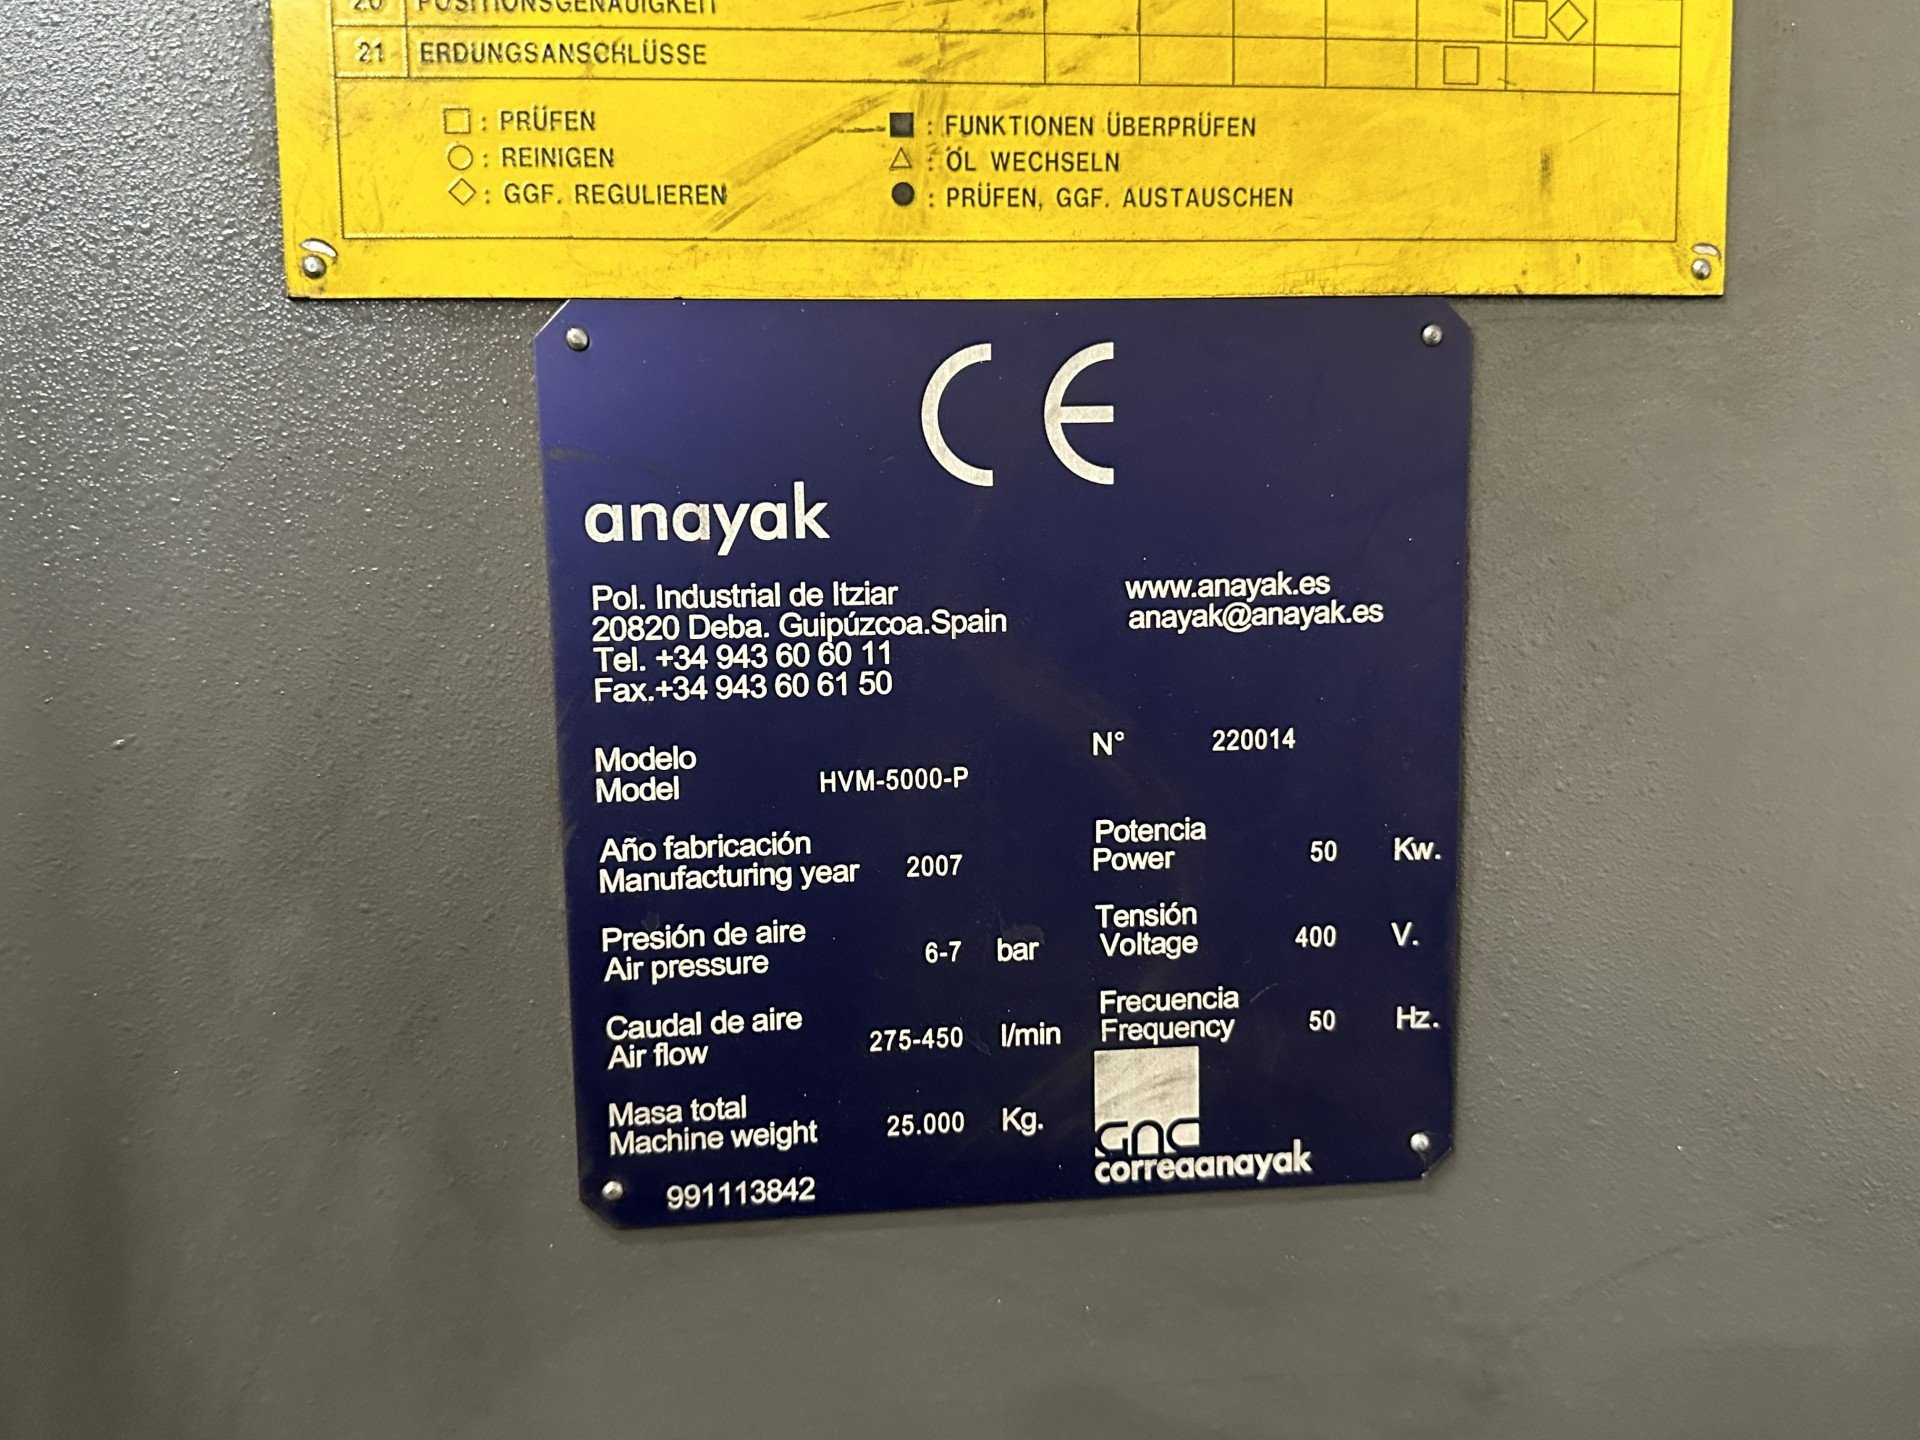 20 POSITIONSGENAUIGKEIT
21 ERDUNGSANSCHLÜSSE
□ : PRÜFEN
○ : REINIGEN
◇ : GGF. REGULIEREN
■ : FUNKTIONEN ÜBERPRÜFEN
△ : ÖL WECHSELN
● : PRÜFEN, GGF. AUSTAUSCHEN
CE
anayak
Pol. Industrial de Itziar
20820 Deba. Guipúzcoa.Spain
Tel. +34 943 60 60 11
Fax.+34 943 60 61 50
www.anayak.es
anayak@anayak.es
Modelo
Model HVM-5000-P
N° 220014
Año fabricación
Manufacturing year 2007
Potencia
Power 50 Kw.
Presión de aire
Air pressure 6-7 bar
Tensión
Voltage 400 V.
Caudal de aire
Air flow 275-450 l/min
Frecuencia
Frequency 50 Hz.
Masa total
Machine weight 25.000 Kg.
GNC
correaanayak
991113842